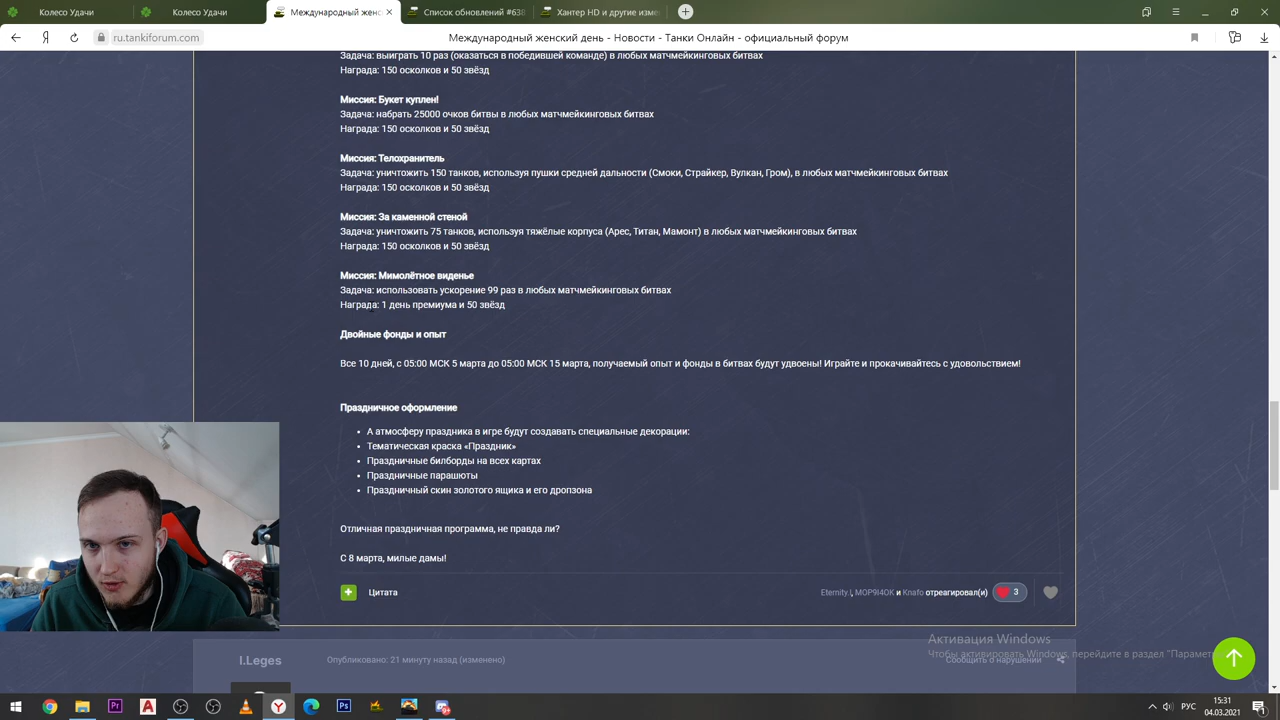 Колесо Удачи
Колесо Удачи
Международный женс
Список обновлений #638
Хантер HD и другие изме
ru.tankiforum.com
Международный женский день - Новости - Танки Онлайн - официальный форум
Задача: выиграть 10 раз (оказаться в победившей команде) в любых матчмейкинговых битвах
Награда: 150 осколков и 50 звёзд
Миссия: Букет куплен!
Задача: набрать 25000 очков битвы в любых матчмейкинговых битвах
Награда: 150 осколков и 50 звёзд
Миссия: Телохранитель
Задача: уничтожить 150 танков, используя пушки средней дальности (Смоки, Страйкер, Вулкан, Гром), в любых матчмейкинговых битвах
Награда: 150 осколков и 50 звёзд
Миссия: За каменной стеной
Задача: уничтожить 75 танков, используя тяжёлые корпуса (Арес, Титан, Мамонт) в любых матчмейкинговых битвах
Награда: 150 осколков и 50 звёзд
Миссия: Мимолётное виденье
Задача: использовать ускорение 99 раз в любых матчмейкинговых битвах
Награда: 1 день премиума и 50 звёзд
Двойные фонды и опыт
Все 10 дней, с 05:00 МСК 5 марта до 05:00 МСК 15 марта, получаемый опыт и фонды в битвах будут удвоены! Играйте и прокачивайтесь с удовольствием!
Праздничное оформление
А атмосферу праздника в игре будут создавать специальные декорации:
Тематическая краска «Праздник»
Праздничные билборды на всех картах
Праздничные парашюты
Праздничный скин золотого ящика и его дропзона
Отличная праздничная программа, не правда ли?
С 8 марта, милые дамы!
Цитата
Eternity.!, MOP9I4OK и Knafo отреагировал(и) 3
Активация Windows
Чтобы активировать Windows, перейдите в раздел "Парамет
I.Leges
Опубликовано: 21 минуту назад (изменено)
Сообщить о нарушении
РУС
15:31
04.03.2021